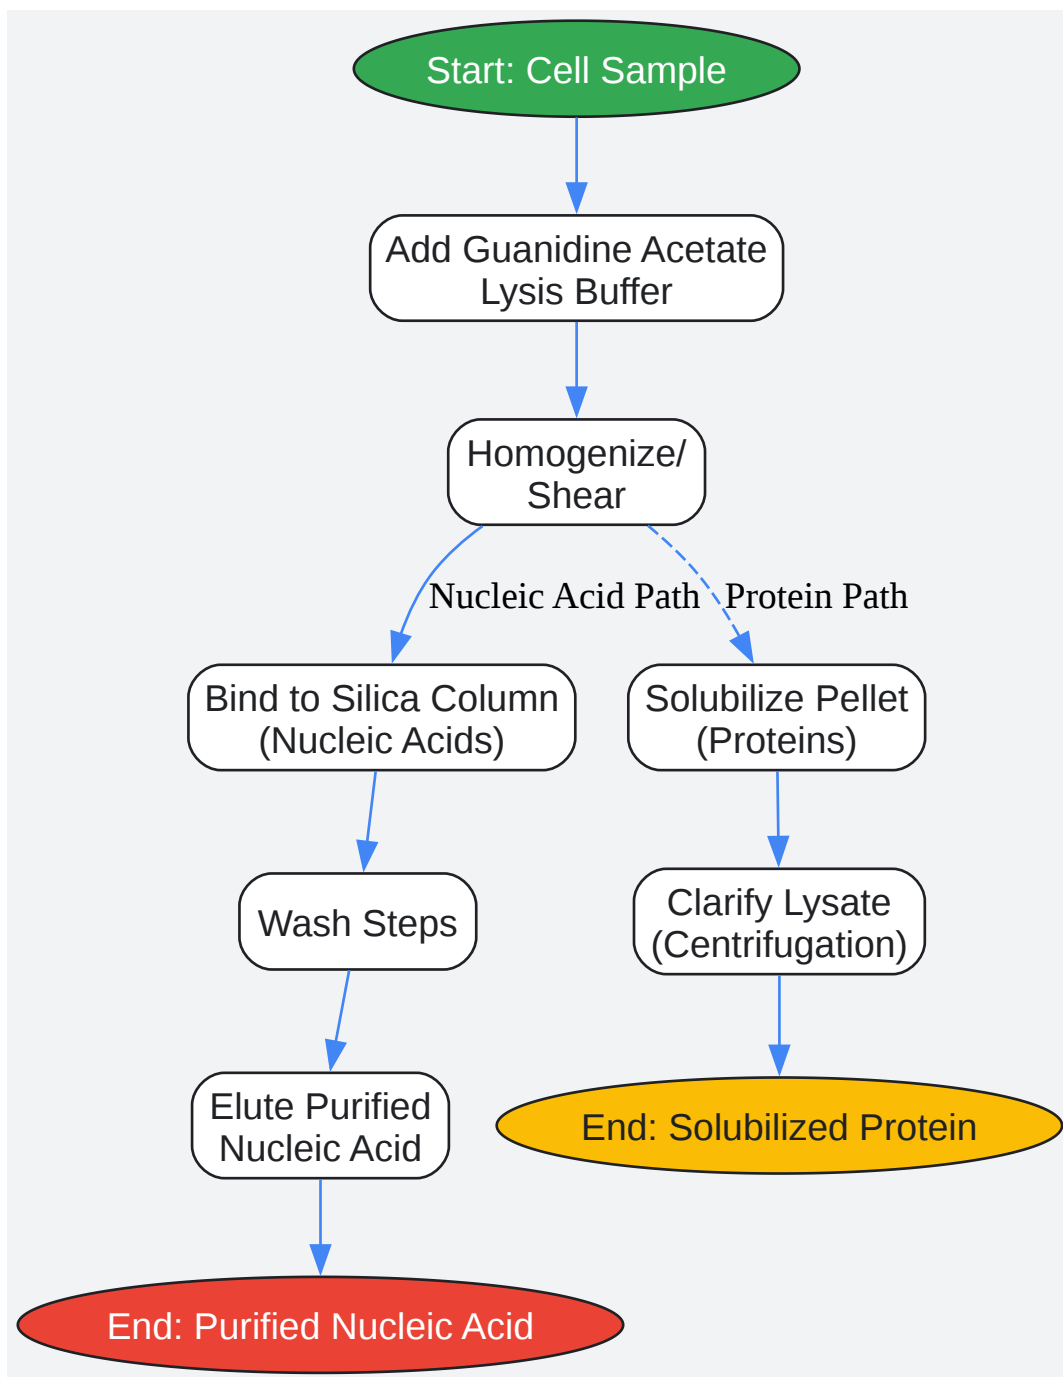 Start: Cell Sample
Add Guanidine Acetate
Lysis Buffer
Homogenize/
Shear
Nucleic Acid Path
Protein Path
Bind to Silica Column
(Nucleic Acids)
Solubilize Pellet
(Proteins)
Wash Steps
Clarify Lysate
(Centrifugation)
Elute Purified
Nucleic Acid
End: Solubilized Protein
End: Purified Nucleic Acid